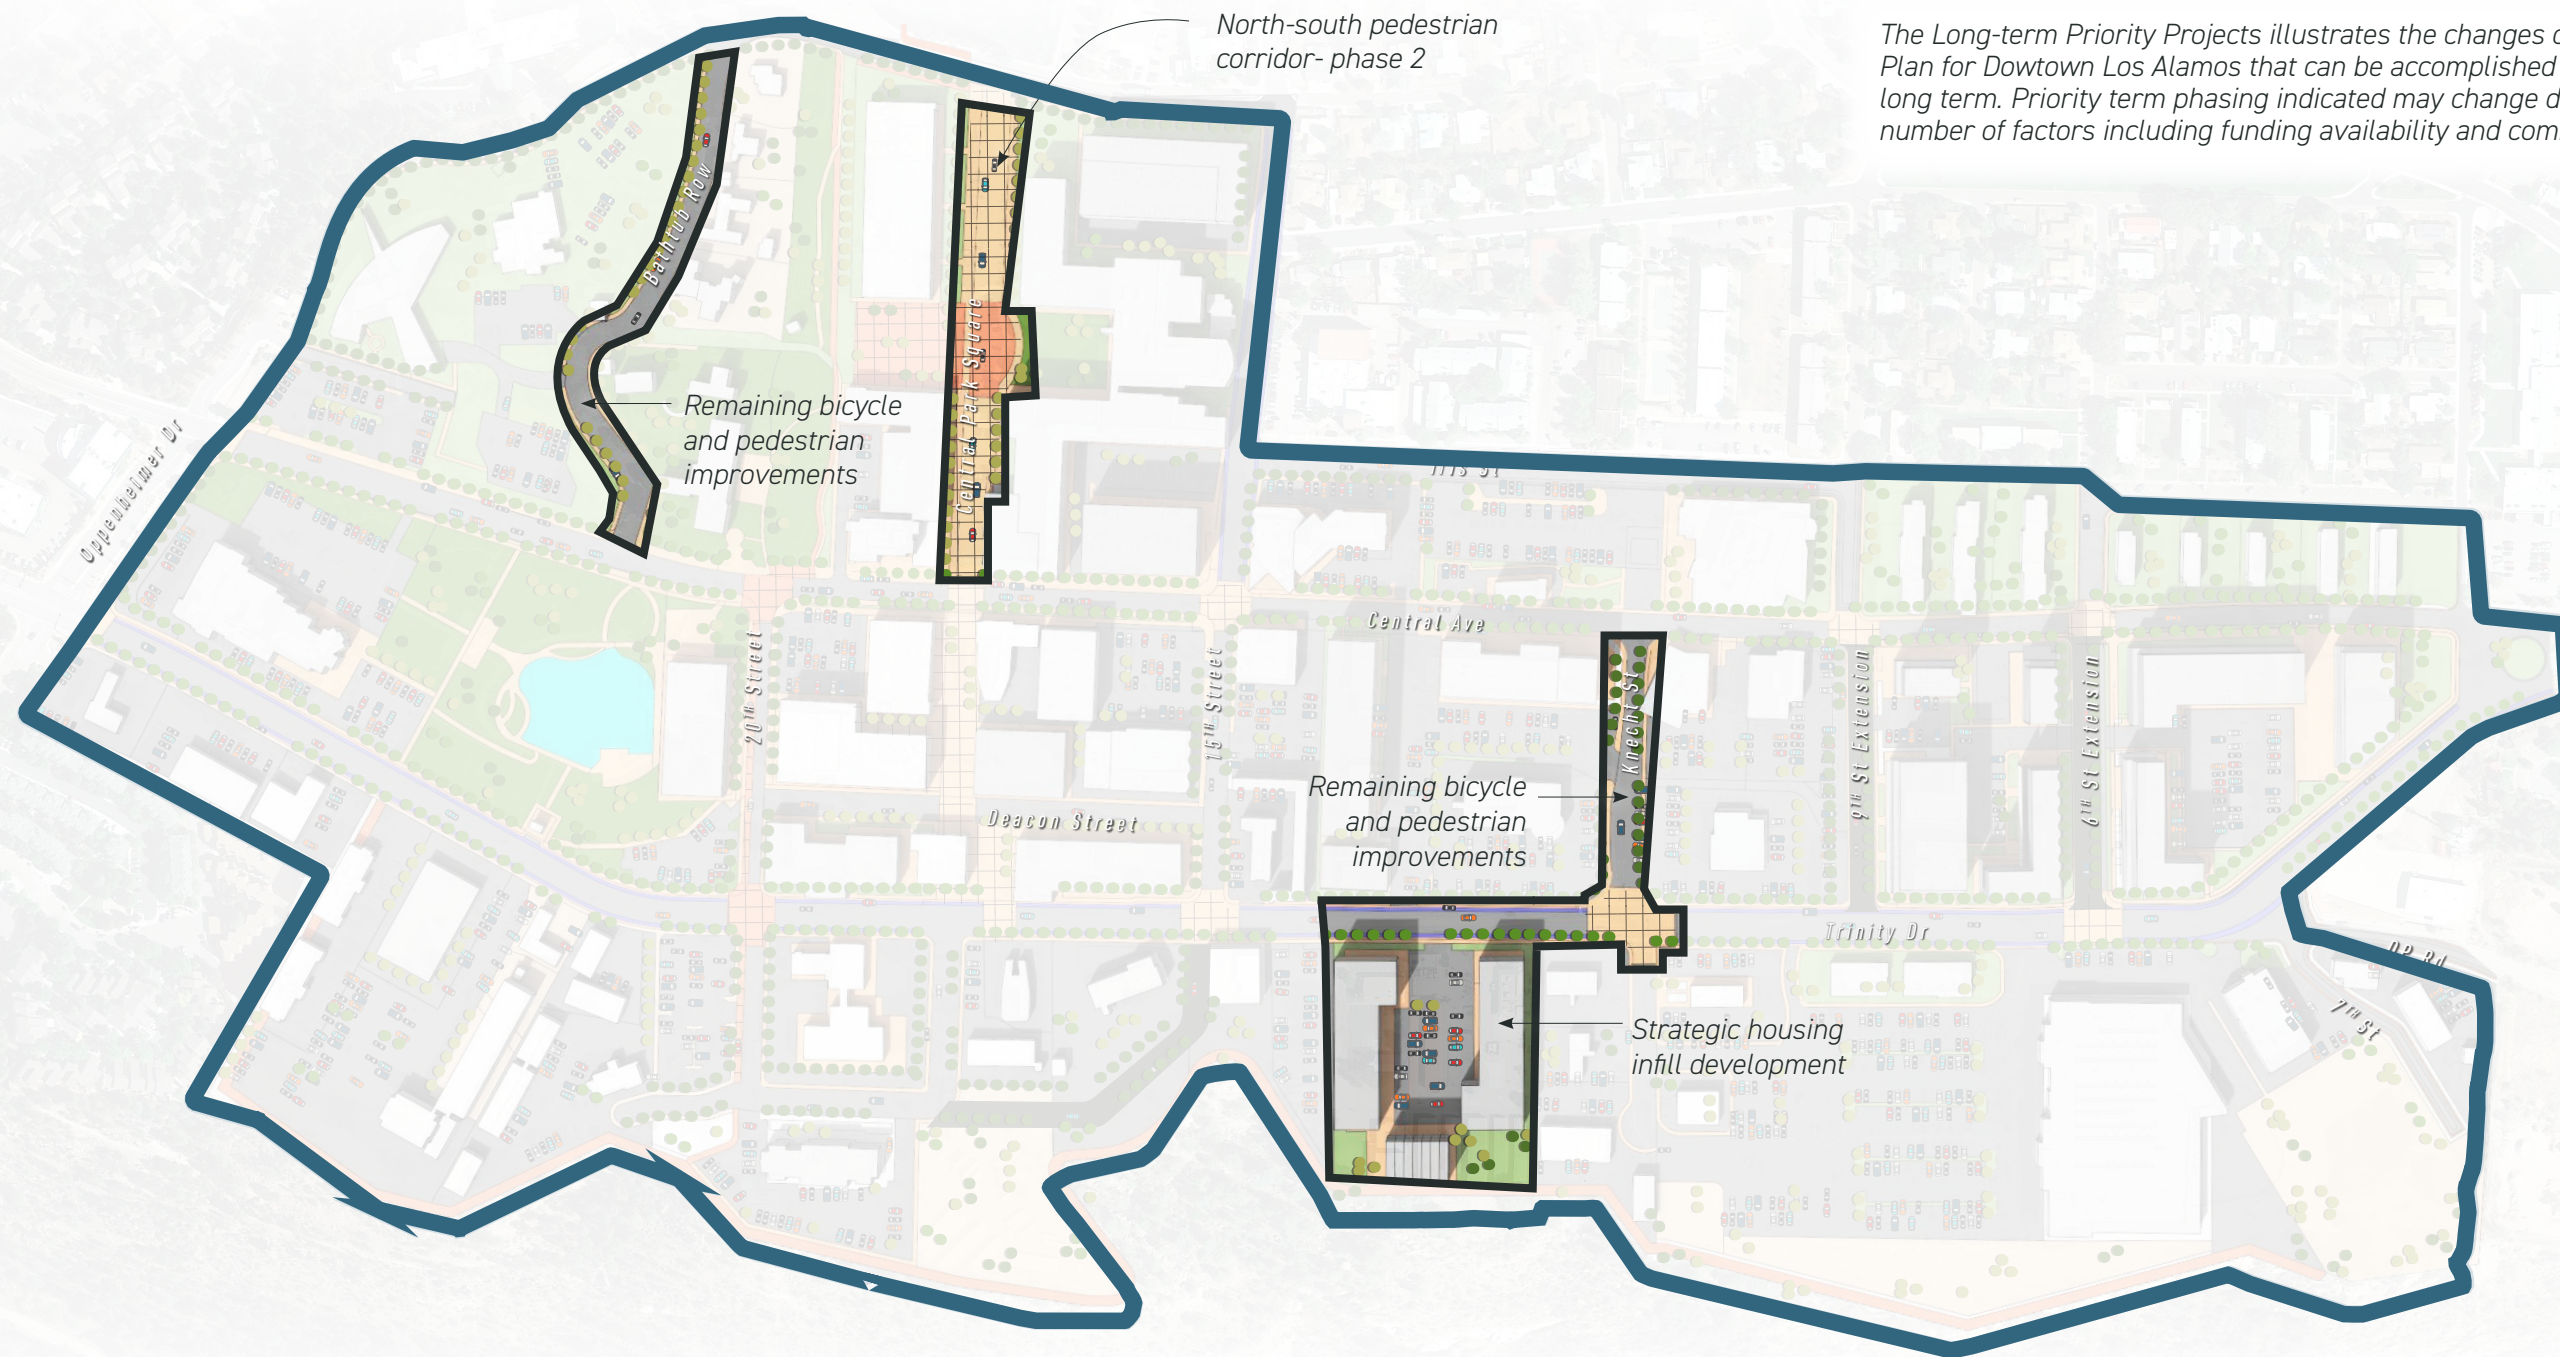 North-south pedestrian
corridor- phase 2
The Long-term Priority Projects illustrates the changes
Plan for Dowtown Los Alamos that can be accomplished
long term. Priority term phasing indicated may change
number of factors including funding availability and
Bathtub Row
Central Park Square
Remaining bicycle
and pedestrian
improvements
Oppenheimer Dr
Central Ave
20TH Street
15TH Street
Knecht St
9TH St Extension
6TH St Extension
Deacon Street
Remaining bicycle
and pedestrian
improvements
Trinity Dr
DP Rd
7TH St
Strategic housing
infill development